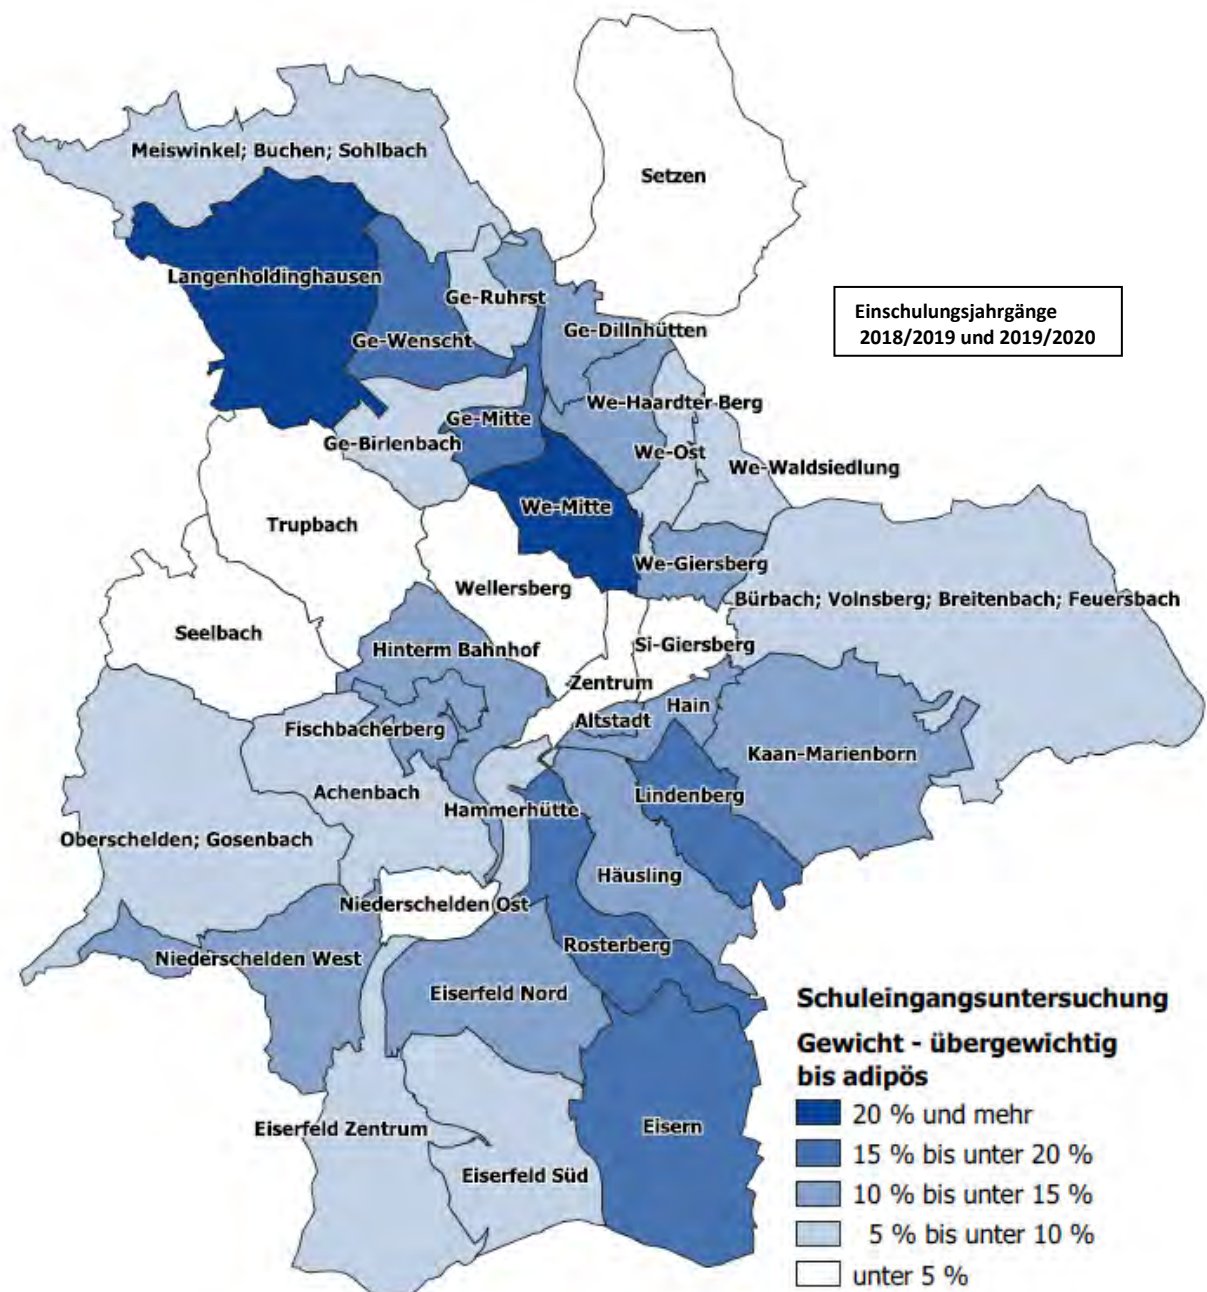 Meiswinkel; Buchen; Sohlbach
Setzen
Langenholdinghausen
Ge-Ruhrst
Einschulungsjahrgänge
2018/2019 und 2019/2020
Ge-Wenscht
Ge-Dillnhütten
We-Haardter-Berg
Ge-Mitte
Ge-Birlenbach
We-Ost
We-Waldsiedlung
We-Mitte
Trupbach
We-Giersberg
Wellersberg
Bürbach; Volnsberg; Breitenbach; Feuersbach
Seelbach
Hinterm Bahnhof
Si-Giersberg
Zentrum
Hain
Altstadt
Fischbacherberg
Kaan-Marienborn
Achenbach
Lindenberg
Hammerhütte
Oberschelden; Gosenbach
Häusling
Niederschelden Ost
Rosterberg
Niederschelden West
Eiserfeld Nord
Eisern
Eiserfeld Zentrum
Eiserfeld Süd
Schuleingangsuntersuchung
Gewicht - übergewichtig
bis adipös
20 % und mehr
15 % bis unter 20 %
10 % bis unter 15 %
5 % bis unter 10 %
unter 5 %